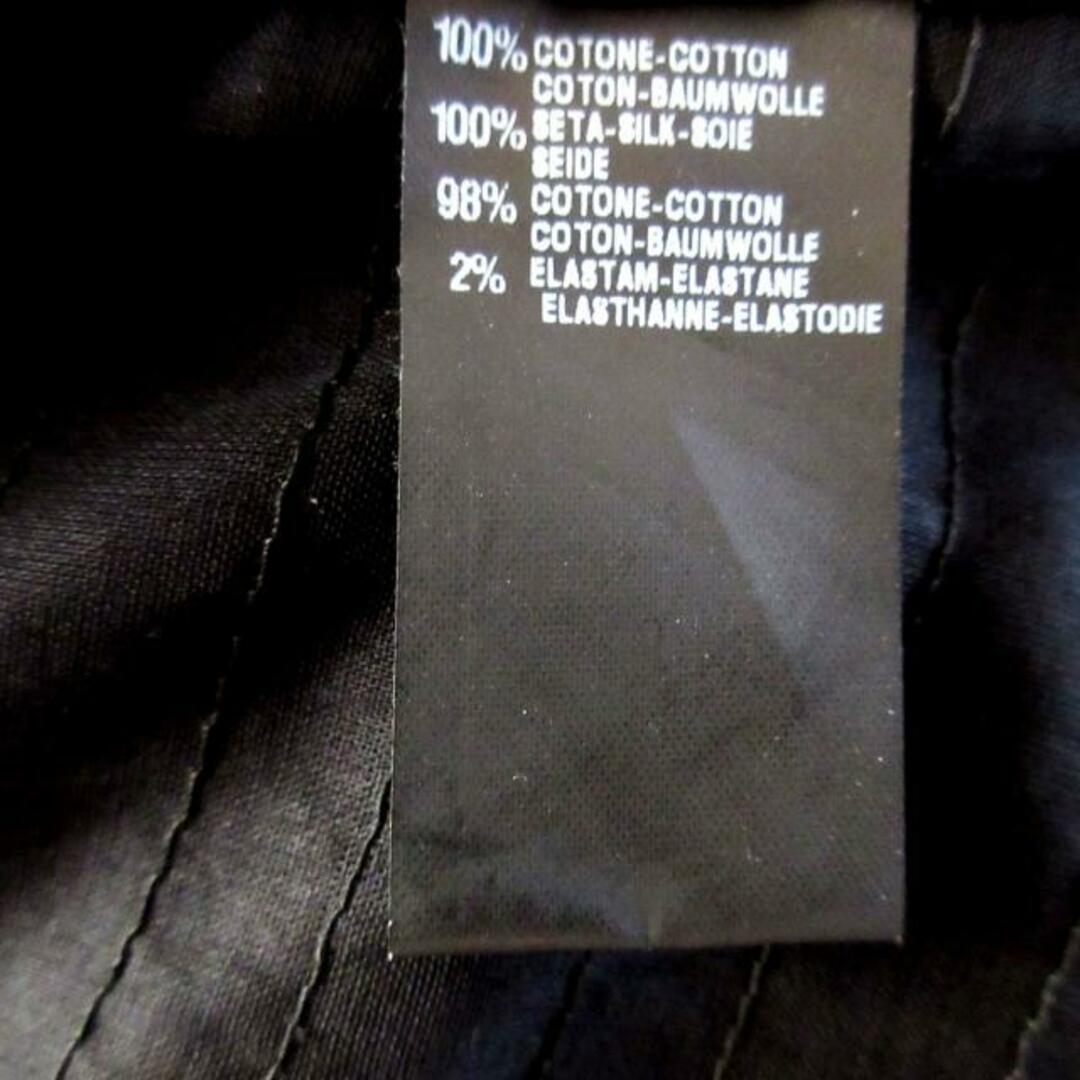 100% COTONE-COTTON
COTON-BAUMWOLLE
100% SETA-SILK-SOIE
SEIDE
98% COTONE-COTTON
COTON-BAUMWOLLE
2% ELASTAM-ELASTANE
ELASTHANNE-ELASTODIE